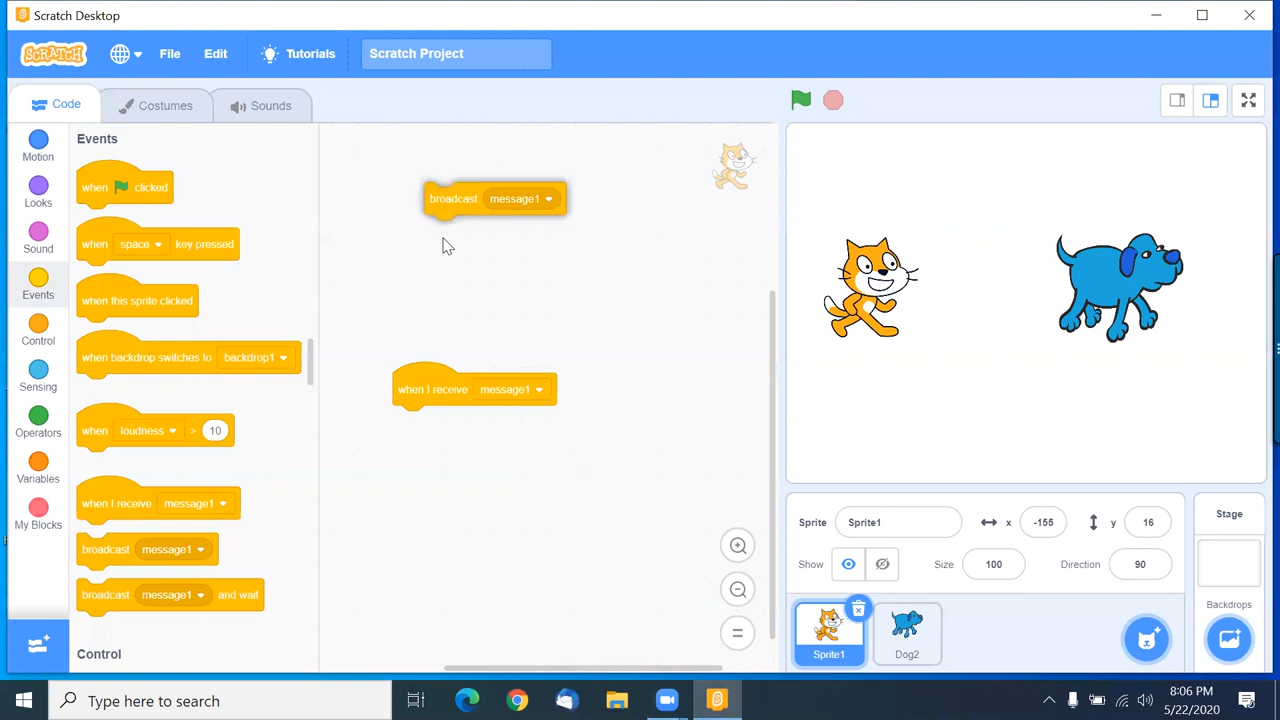 Scratch Desktop
SCRATCH
File
Edit
Tutorials
Scratch Project
Code
Costumes
Sounds
Motion
Looks
Sound
Events
Control
Sensing
Operators
Variables
My Blocks
Events
when clicked
when space key pressed
when this sprite clicked
when backdrop switches to backdrop1
when loudness > 10
when I receive message1
broadcast message1
broadcast message1 and wait
Control
broadcast message1
when I receive message1
Sprite Sprite1 x -155 y 16
Show Size 100 Direction 90
Sprite1
Dog2
Stage
Backdrops
Type here to search
8:06 PM
5/22/2020